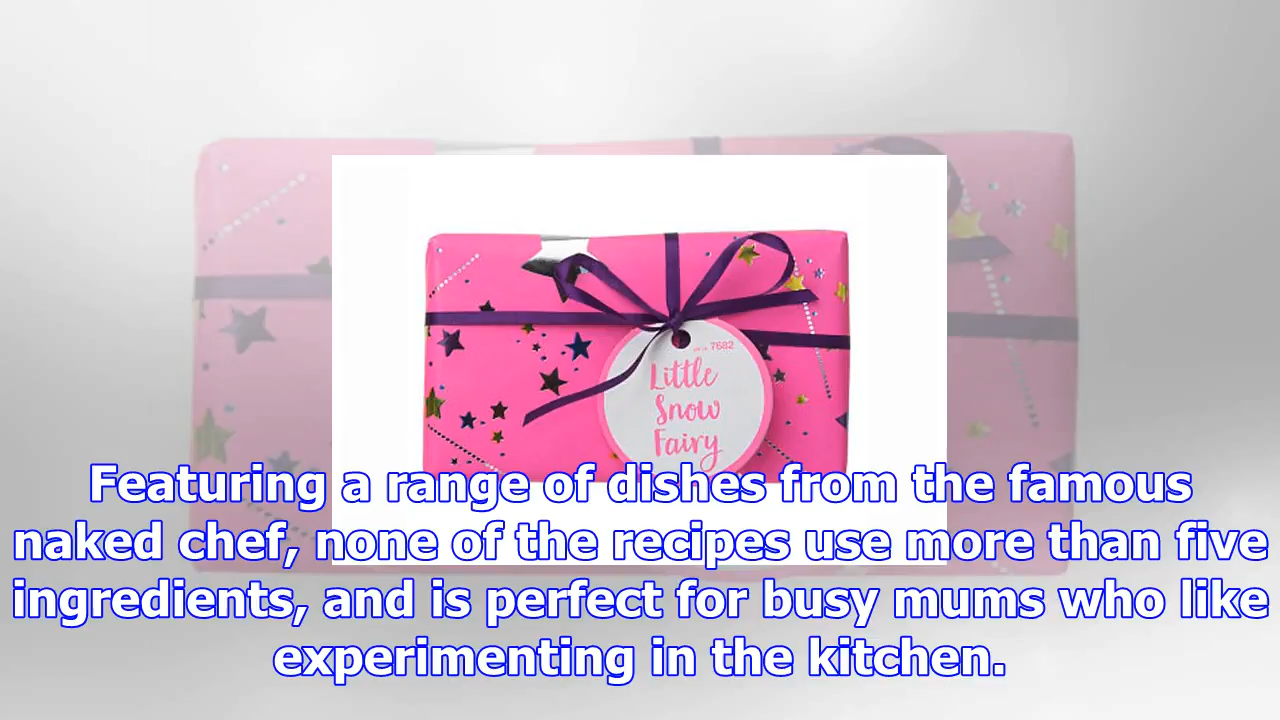 7682
Little
Snow
Fairy
Featuring a range of dishes from the famous
naked chef, none of the recipes use more than five
ingredients, and is perfect for busy mums who like
experimenting in the kitchen.